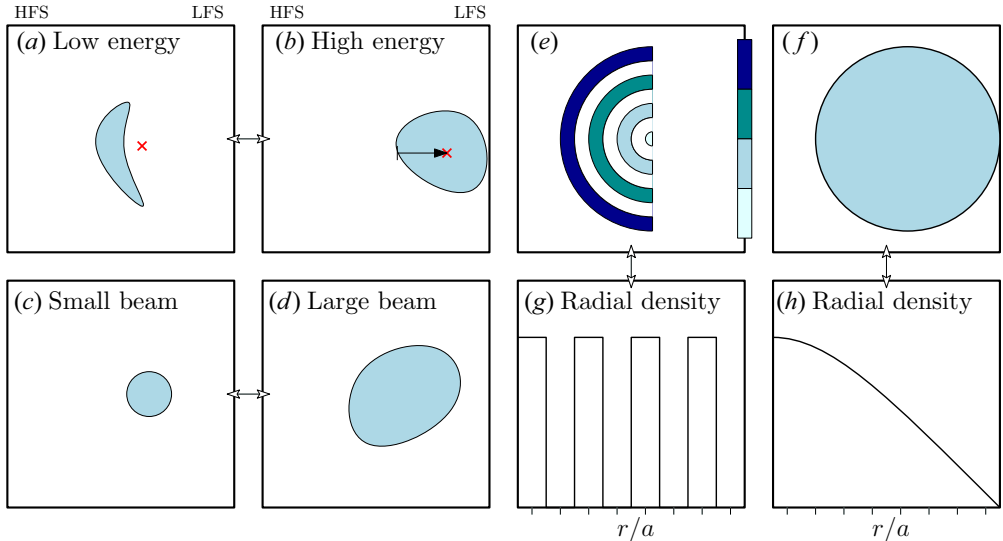 HFS LFS HFS LFS
(a) Low energy (b) High energy (e) (f)
(c) Small beam (d) Large beam (g) Radial density (h) Radial density
r/a r/a